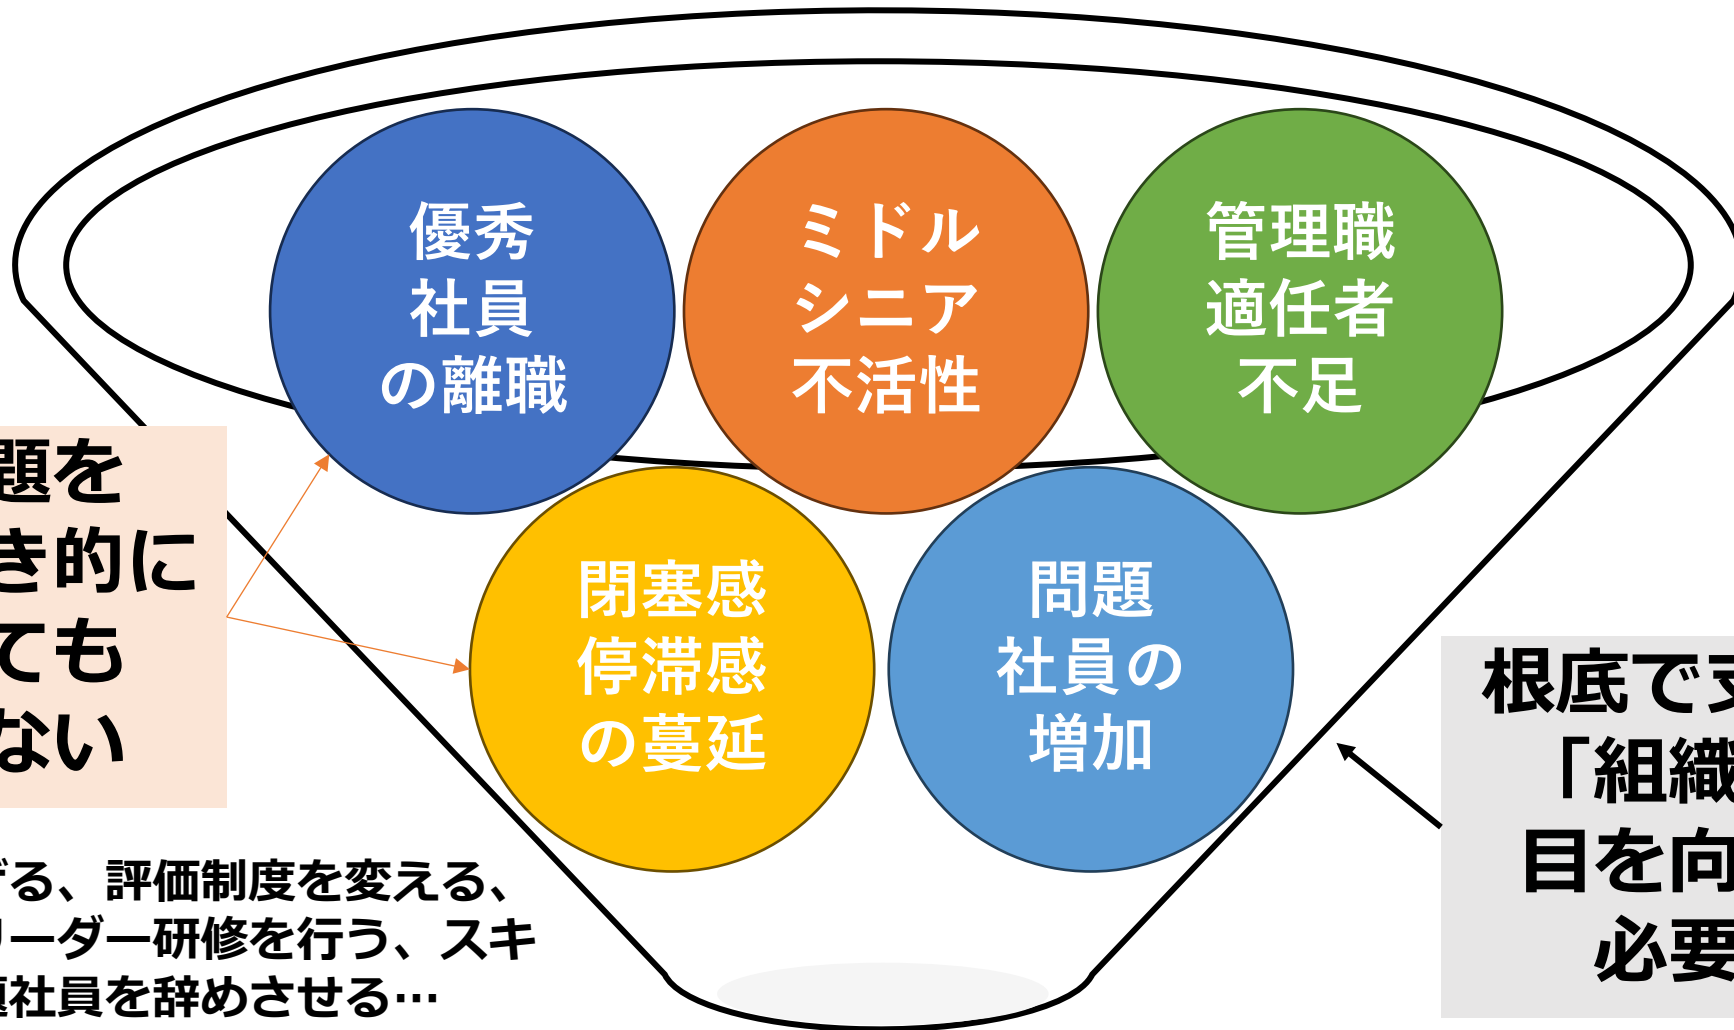 優秀
社員
の離職
ミドル
シニア
不活性
管理職
適任者
不足
題を
き的に
ても
ない
閉塞感
停滞感
の蔓延
問題
社員の
増加
根底で支
「組織
目を向
必要
げる、評価制度を変える、
リーダー研修を行う、スキ
題社員を辞めさせる…